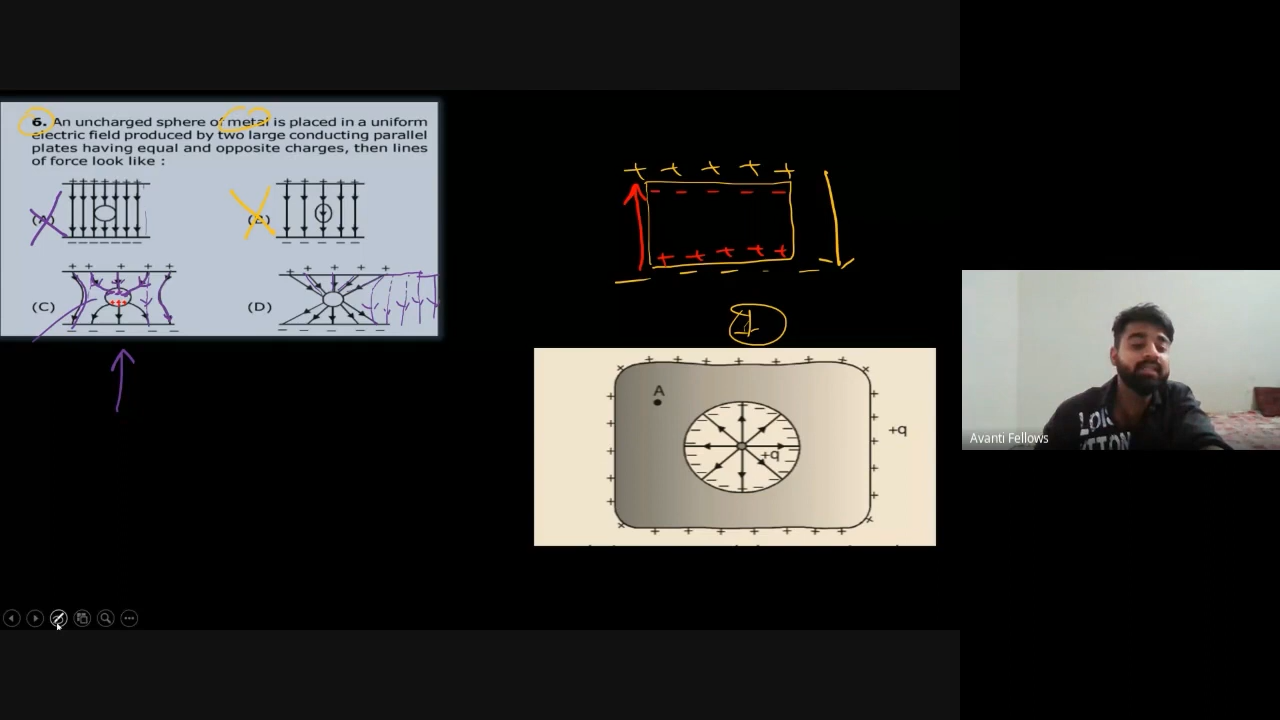 6. An uncharged sphere of metal is placed in a uniform
electric field produced by two large conducting parallel
plates having equal and opposite charges, then lines
of force look like :
(A)
(B)
(C)
(D)
1
A
+q
+q
Avanti Fellows